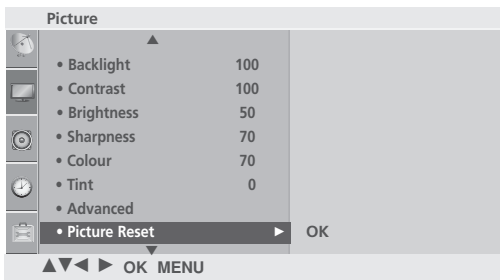 Picture
• Backlight 100
• Contrast 100
• Brightness 50
• Sharpness 70
• Colour 70
• Tint 0
• Advanced
• Picture Reset ► OK
▲▼◄ ► OK MENU